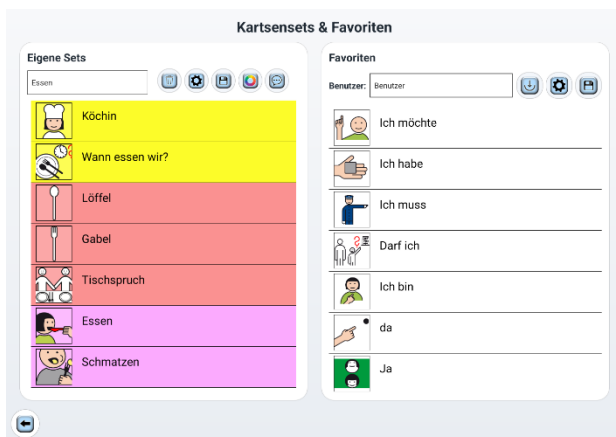 Kartsensets & Favoriten
Eigene Sets
Essen
Köchin
Wann essen wir?
Löffel
Gabel
Tischspruch
Essen
Schmatzen
Favoriten
Benutzer: Benutzer
Ich möchte
Ich habe
Ich muss
Darf ich
Ich bin
da
Ja